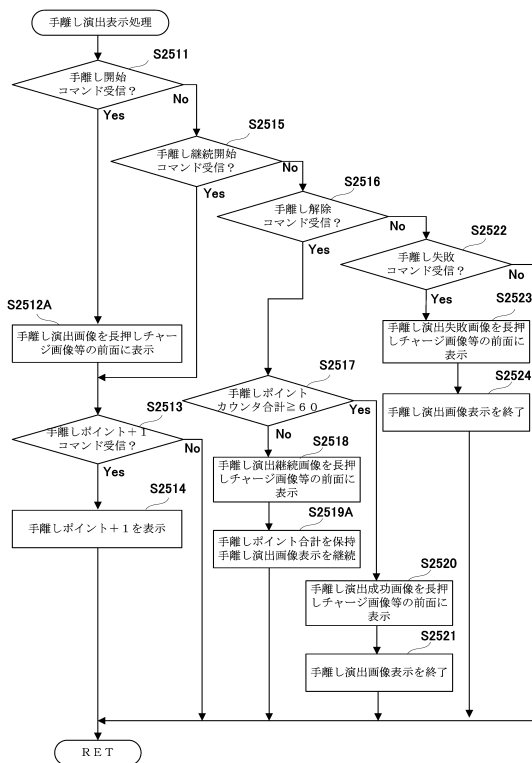 手離し演出表示処理
S2511
手離し開始
コマンド受信？
No
Yes
S2515
手離し継続開始
コマンド受信？
No
Yes
S2516
手離し解除
コマンド受信？
No
Yes
S2522
手離し失敗
コマンド受信？
No
Yes
S2512A
手離し演出画像を長押しチャー
ジ画像等の前面に表示
S2523
手離し演出失敗画像を長押
しチャージ画像等の前面に
表示
S2524
手離し演出画像表示を終了
S2517
手離しポイント
カウンタ合計≧６０
Yes
No
S2513
手離しポイント＋１
コマンド受信？
No
Yes
S2518
手離し演出継続画像を長押
しチャージ画像等の前面に
表示
S2514
手離しポイント＋１を表示
S2519A
手離しポイント合計を保持
手離し演出画像表示を継続
S2520
手離し演出成功画像を長押
しチャージ画像等の前面に
表示
S2521
手離し演出画像表示を終了
ＲＥＴ